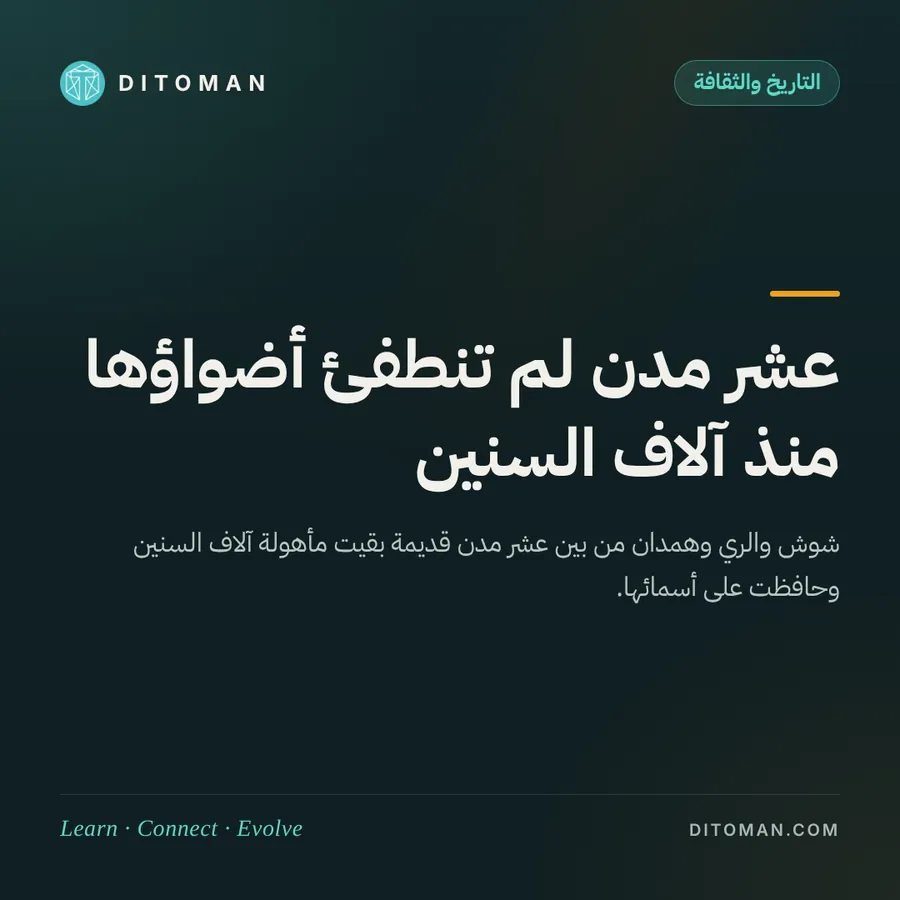 DITOMAN
التاريخ والثقافة
عشر مدن لم تنطفئ أضواؤها
منذ آلاف السنين
شوش والري وهمدان من بين عشر مدن قديمة بقيت مأهولة آلاف السنين
وحافظت على أسمائها.
Learn · Connect · Evolve
DITOMAN.COM